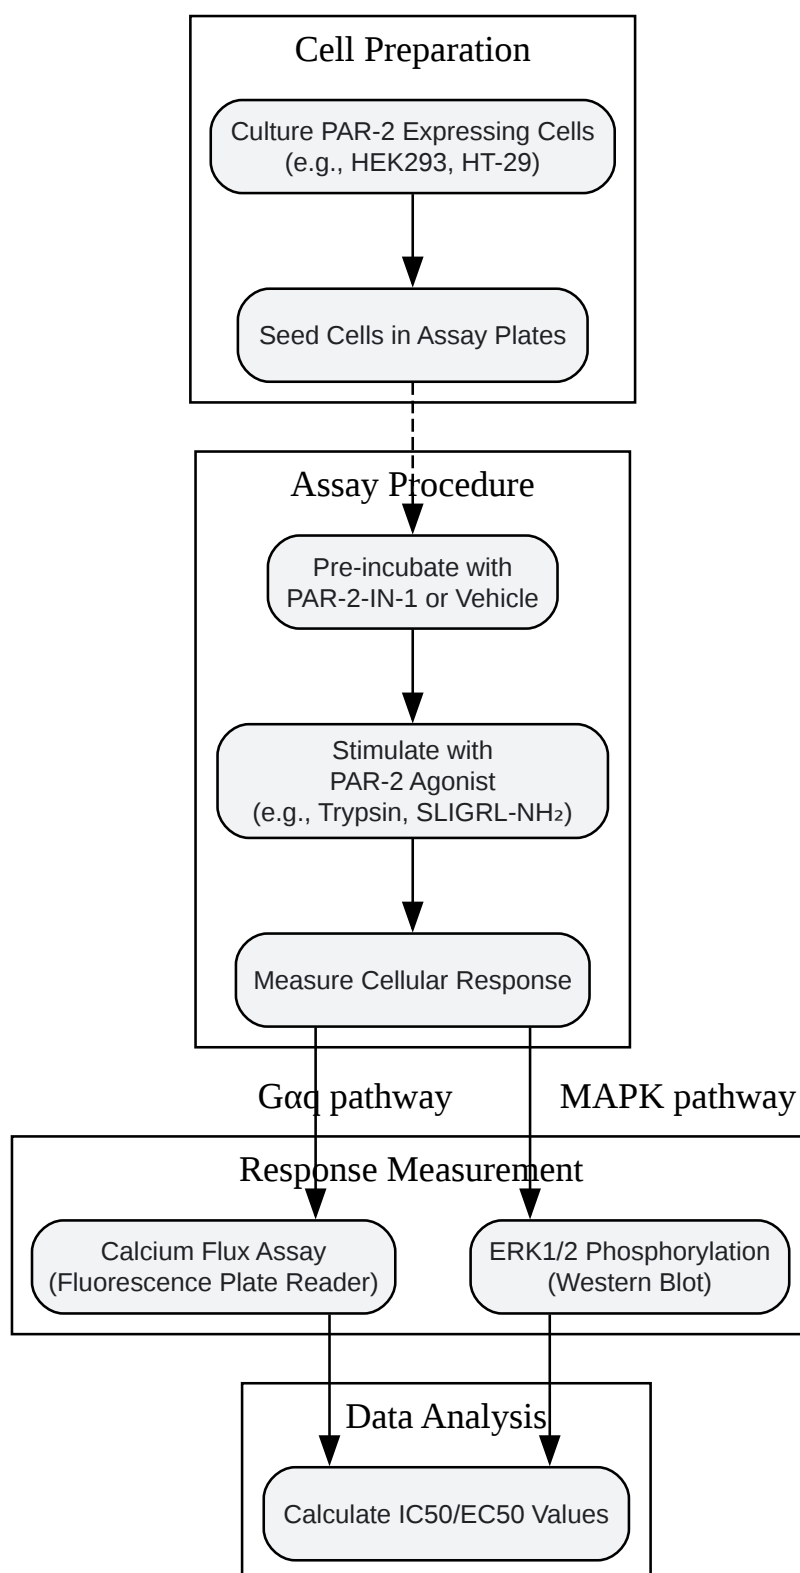 Cell Preparation
Culture PAR-2 Expressing Cells
(e.g., HEK293, HT-29)
Seed Cells in Assay Plates
Assay Procedure
Pre-incubate with
PAR-2-IN-1 or Vehicle
Stimulate with
PAR-2 Agonist
(e.g., Trypsin, SLIGRL-NH₂)
Measure Cellular Response
Gαq pathway
MAPK pathway
Response Measurement
Calcium Flux Assay
(Fluorescence Plate Reader)
ERK1/2 Phosphorylation
(Western Blot)
Data Analysis
Calculate IC50/EC50 Values